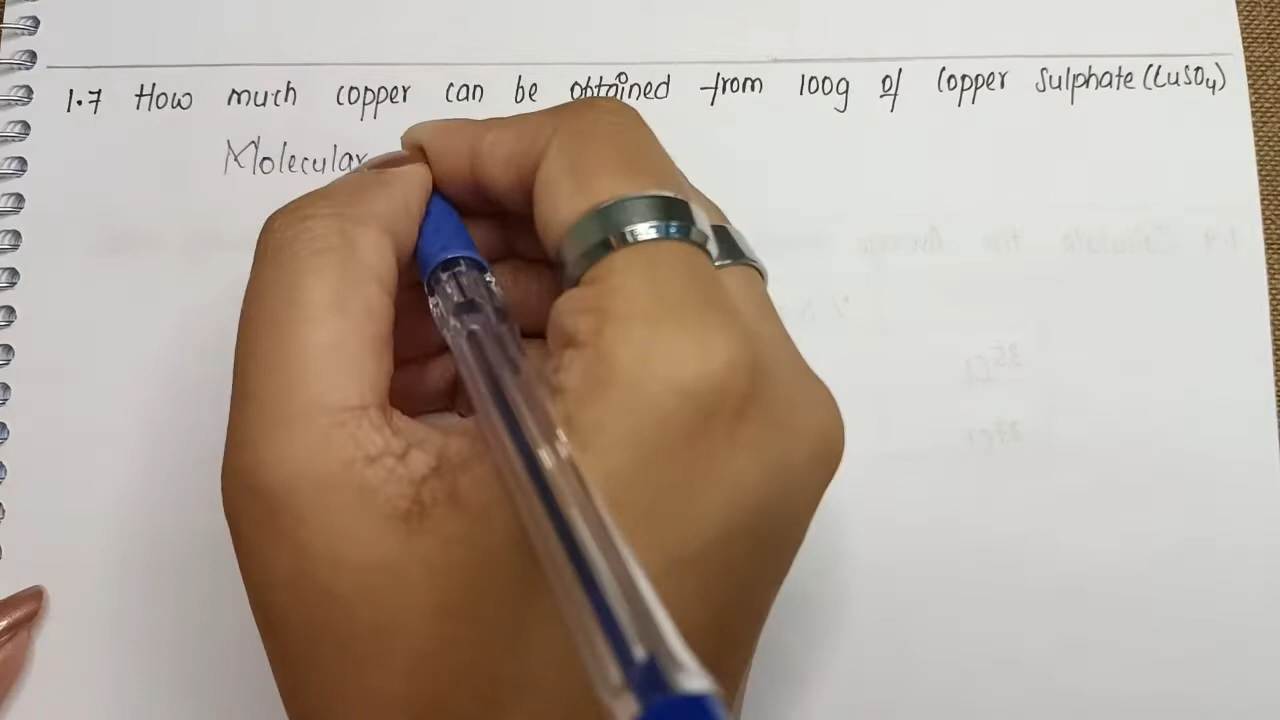 1.7 How much copper can be obtained from 100g of Copper Sulphate (CuSO4)
Molecular